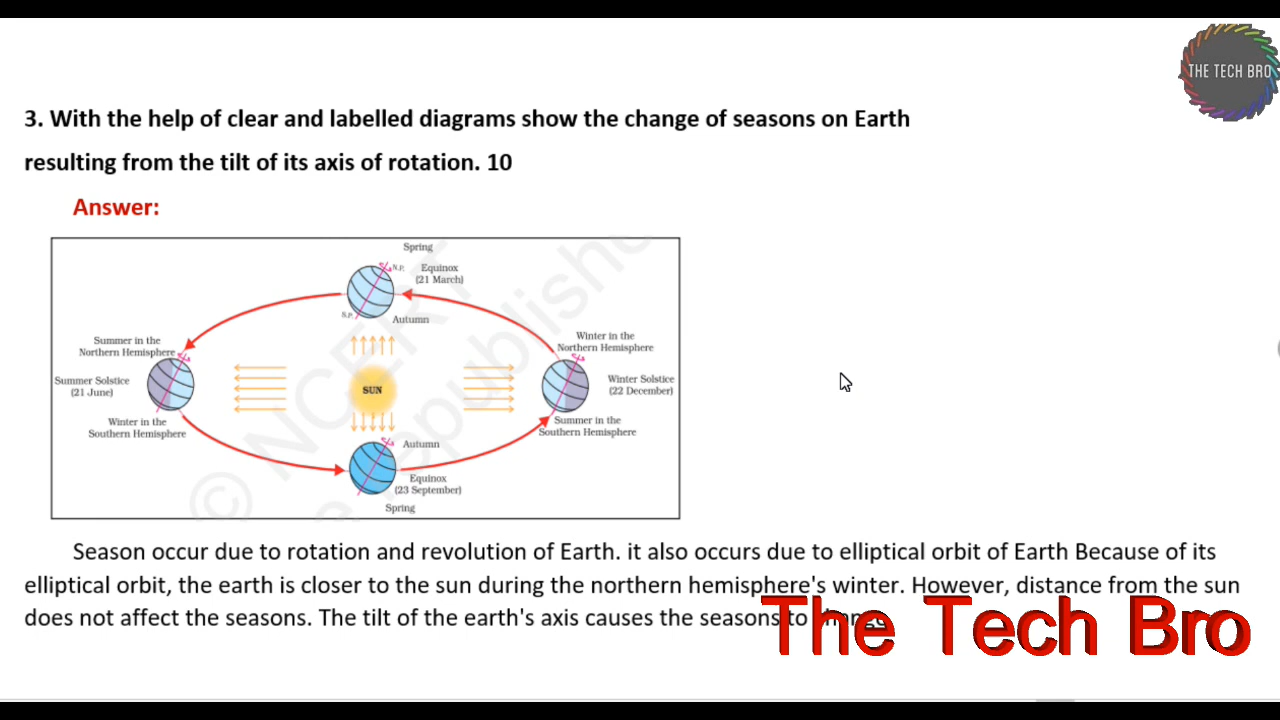 THE TECH BRO
3. With the help of clear and labelled diagrams show the change of seasons on Earth
resulting from the tilt of its axis of rotation. 10
Answer:
Spring
N.P.
Equinox
(21 March)
S.P.
Autumn
Summer in the
Northern Hemisphere
Winter in the
Northern Hemisphere
Summer Solstice
(21 June)
SUN
Winter Solstice
(22 December)
Winter in the
Southern Hemisphere
Summer in the
Southern Hemisphere
Autumn
Equinox
(23 September)
Spring
© NCERT
republished
Season occur due to rotation and revolution of Earth. it also occurs due to elliptical orbit of Earth Because of its
elliptical orbit, the earth is closer to the sun during the northern hemisphere's winter. However, distance from the sun
does not affect the seasons. The tilt of the earth's axis causes the seasons to change
The Tech Bro